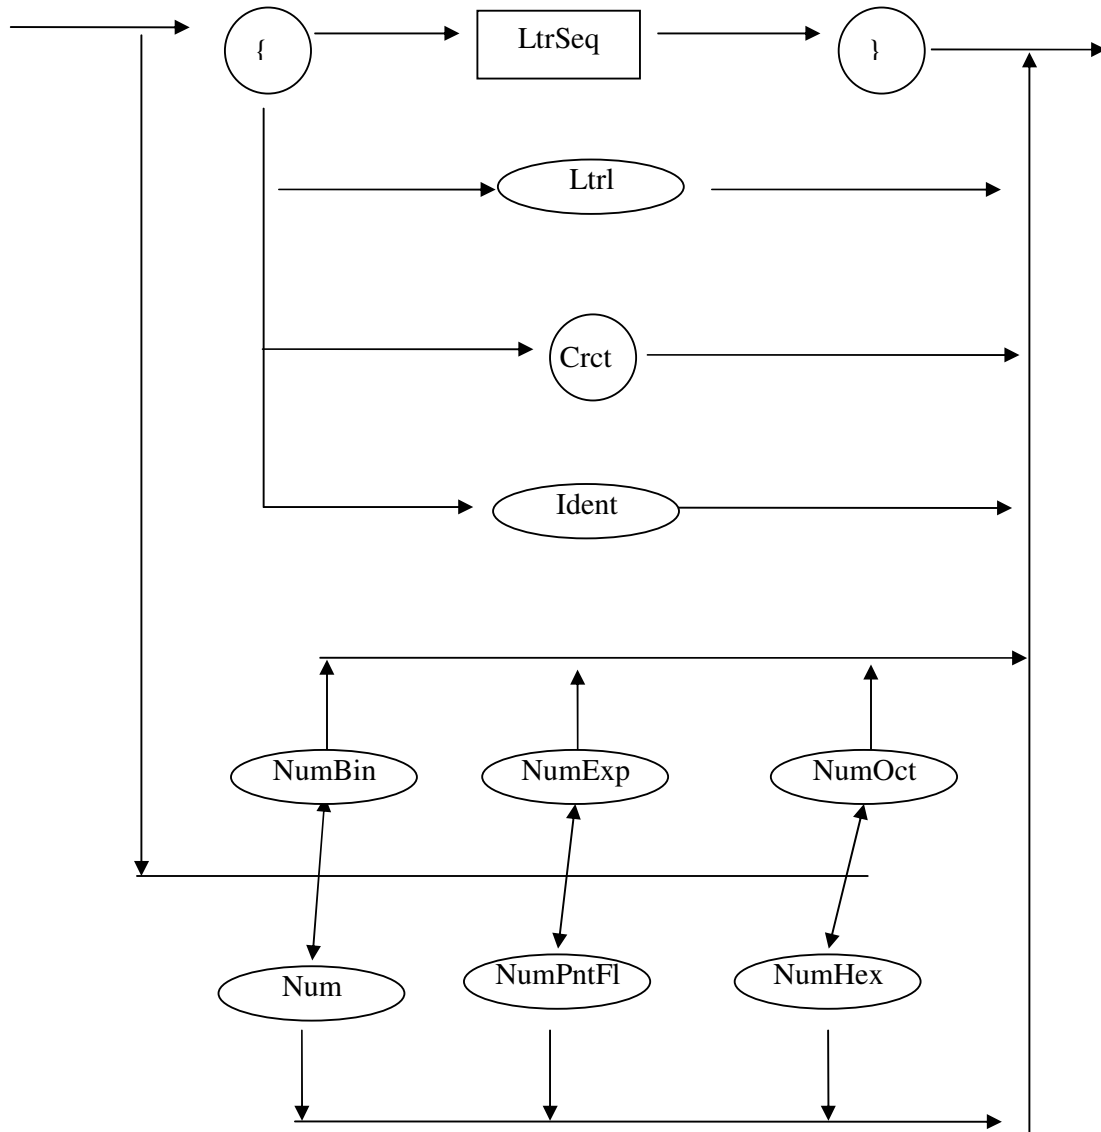 { LtrSeq }
Ltrl
Crct
Ident
NumBin NumExp NumOct
Num NumPntFl NumHex